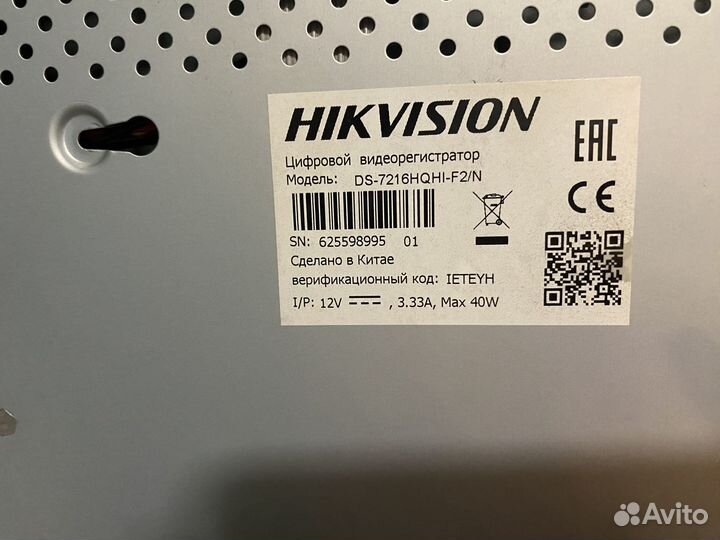 HIKVISION
Цифровой видеорегистратор
Модель: DS-7216HQHI-F2/N
SN: 625598995 01
Сделано в Китае
верификационный код: IETEYH
I/P: 12V , 3.33A, Max 40W
EAC
CE
Avito